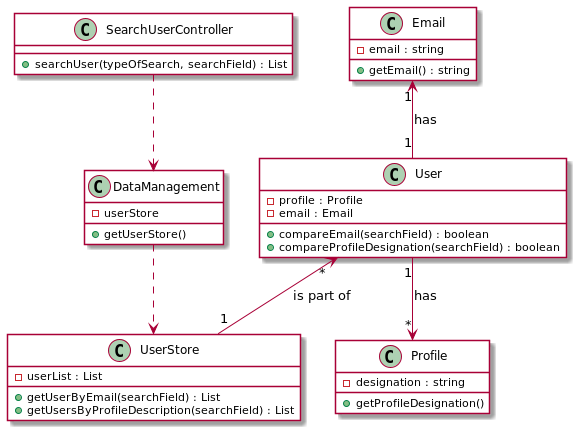 C SearchUserController
searchUser(typeOfSearch, searchField) : List
C Email
email : string
getEmail() : string
1
has
1
C DataManagement
userStore
getUserStore()
C User
profile : Profile
email : Email
compareEmail(searchField) : boolean
compareProfileDesignation(searchField) : boolean
*
is part of
1
1
has
*
C UserStore
userList : List
getUserByEmail(searchField) : List
getUsersByProfileDescription(searchField) : List
C Profile
designation : string
getProfileDesignation()